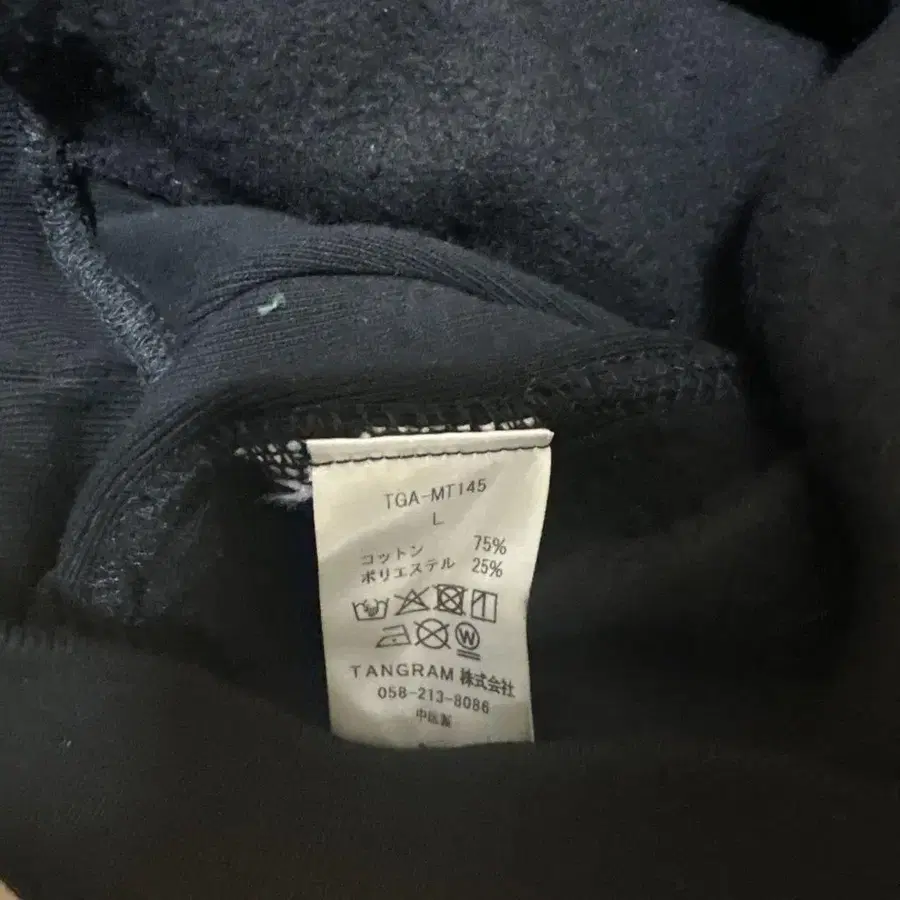 TGA-MT145
L
コットン 75%
ポリエステル 25%
W
TANGRAM 株式会社
058-213-8086
中国製